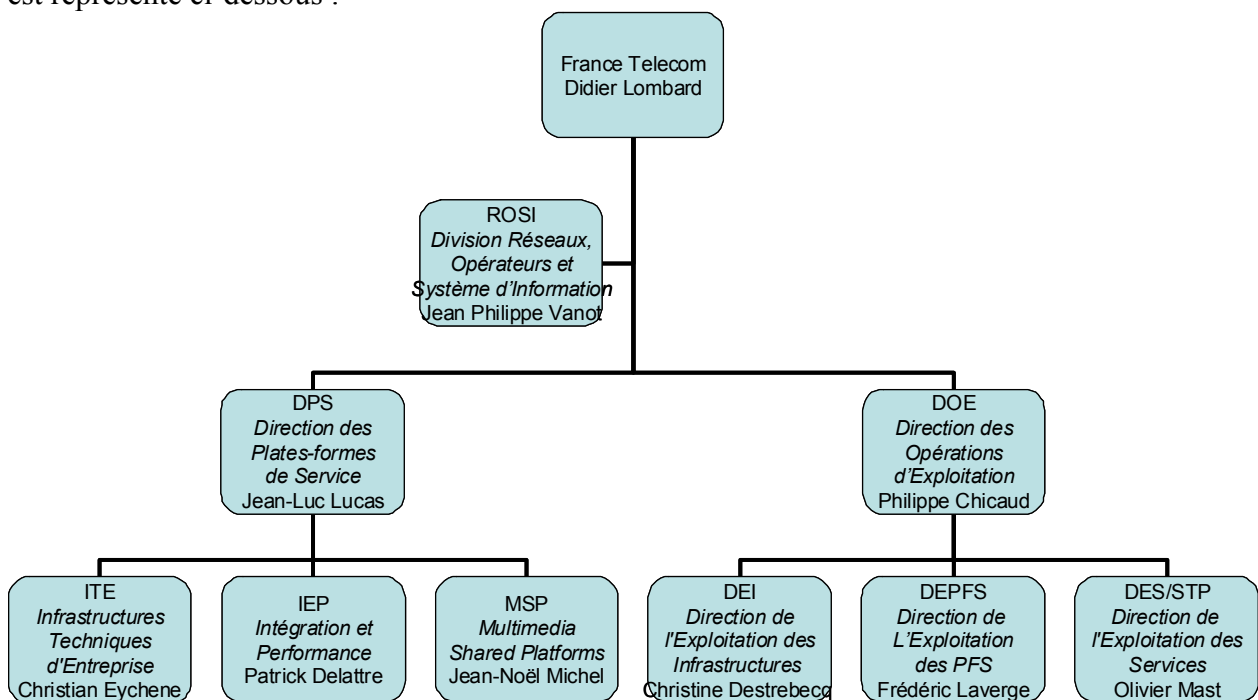 est représenté ci-dessous :
France Telecom
Didier Lombard
ROSI
Division Réseaux,
Opérateurs et
Système d'Information
Jean Philippe Vanot
DPS
Direction des
Plates-formes
de Service
Jean-Luc Lucas
DOE
Direction des
Opérations
d'Exploitation
Philippe Chicaud
ITE
Infrastructures
Techniques
d'Entreprise
Christian Eychene
IEP
Intégration et
Performance
Patrick Delattre
MSP
Multimedia
Shared Platforms
Jean-Noël Michel
DEI
Direction de
l'Exploitation des
Infrastructures
Christine Destrebecq
DEPFS
Direction de
L'Exploitation
des PFS
Frédéric Laverge
DES/STP
Direction de
l'Exploitation des
Services
Olivier Mast